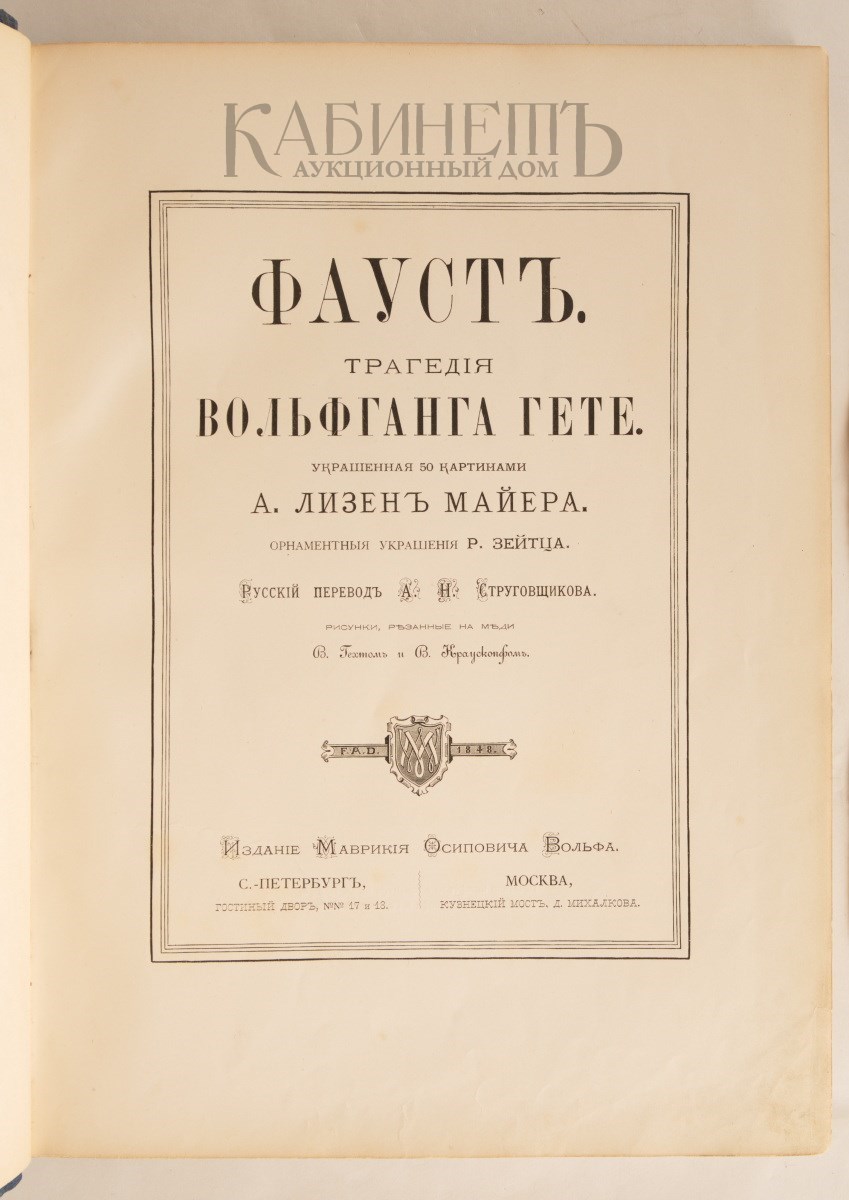 КАБИНЕТЪ
АУКЦИОННЫЙ ДОМ
ФАУСТЪ.
ТРАГЕДІЯ
ВОЛЬФГАНГА ГЕТЕ.
УКРАШЕННАЯ 50 КАРТИНАМИ
А. ЛИЗЕНЪ МАЙЕРА.
ОРНАМЕНТНЫЯ УКРАШЕНІЯ Р. ЗЕЙТЦА.
РУССКІЙ ПЕРЕВОДЪ А. Н. СТРУГОВЩИКОВА.
РИСУНКИ, РѢЗАННЫЕ НА МѢДИ
В. Гехтомъ и В. Краускопфомъ.
F.A.D. 1848.
ИЗДАНІЕ МАВРИКІЯ ОСИПОВИЧА ВОЛЬФА.
С.-ПЕТЕРБУРГЪ, МОСКВА,
ГОСТИНЫЙ ДВОРЪ, №№ 17 и 18. КУЗНЕЦКІЙ МОСТЪ, Д. МИХАЛКОВА.